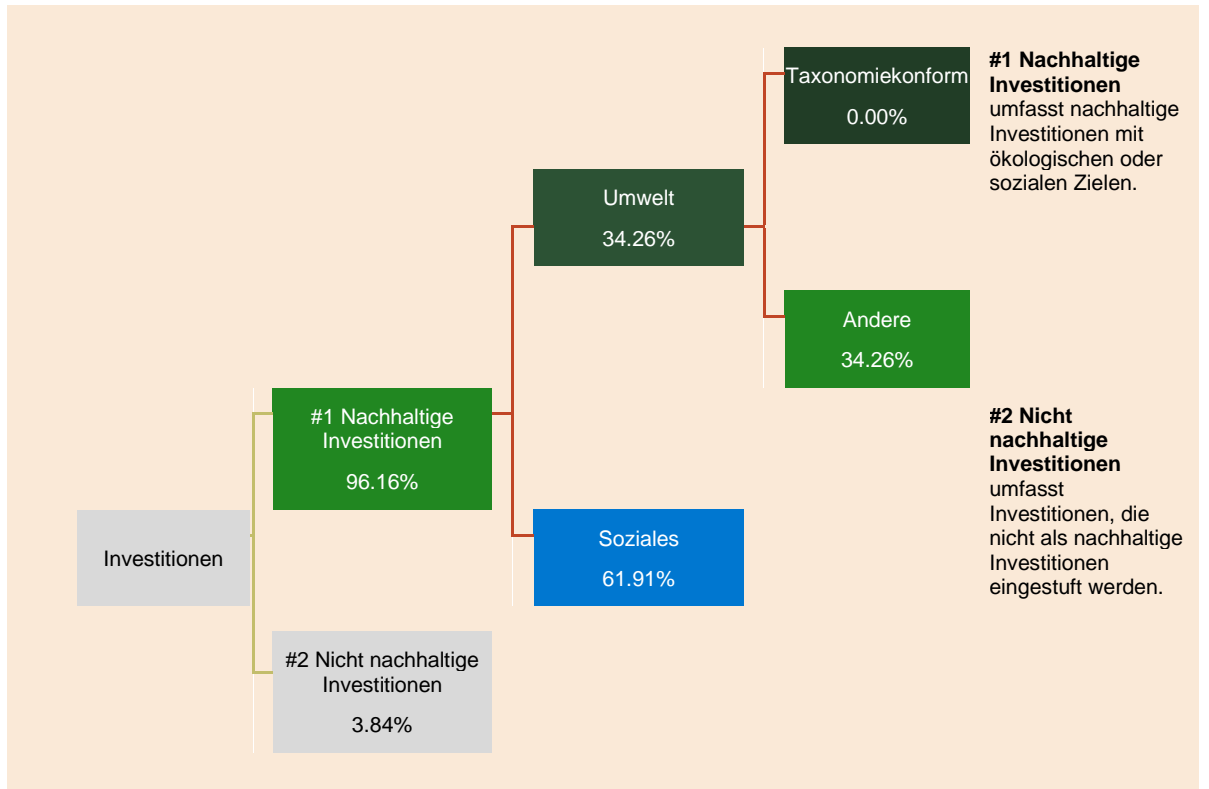 Taxonomiekonform
0.00%
#1 Nachhaltige
Investitionen
umfasst nachhaltige
Investitionen mit
ökologischen oder
sozialen Zielen.
Umwelt
34.26%
Andere
34.26%
#1 Nachhaltige
Investitionen
96.16%
#2 Nicht
nachhaltige
Investitionen
umfasst
Investitionen, die
nicht als nachhaltige
Investitionen
eingestuft werden.
Soziales
61.91%
Investitionen
#2 Nicht nachhaltige
Investitionen
3.84%